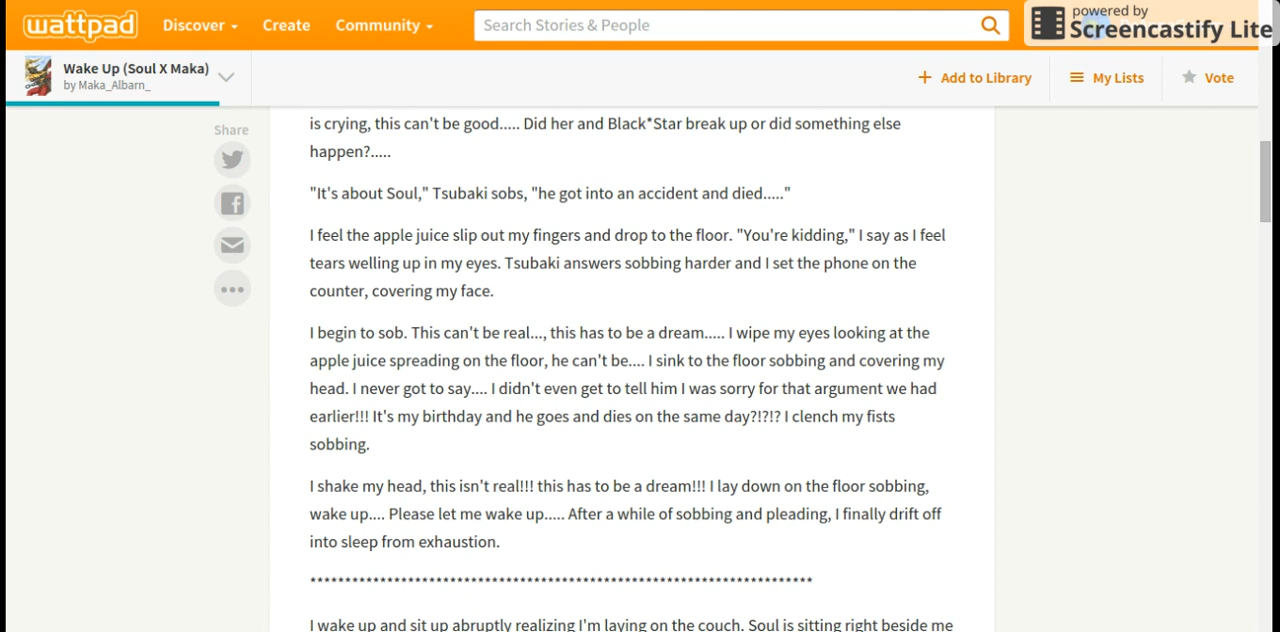 wattpad Discover Create Community Search Stories & People powered by
Screencastify Lite
Wake Up (Soul X Maka)
by Maka_Albarn_
+ Add to Library My Lists Vote
Share
is crying, this can't be good..... Did her and Black*Star break up or did something else
happen?.....
"It's about Soul," Tsubaki sobs, "he got into an accident and died....."
I feel the apple juice slip out my fingers and drop to the floor. "You're kidding," I say as I feel
tears welling up in my eyes. Tsubaki answers sobbing harder and I set the phone on the
counter, covering my face.
I begin to sob. This can't be real..., this has to be a dream..... I wipe my eyes looking at the
apple juice spreading on the floor, he can't be.... I sink to the floor sobbing and covering my
head. I never got to say.... I didn't even get to tell him I was sorry for that argument we had
earlier!!! It's my birthday and he goes and dies on the same day?!?!? I clench my fists
sobbing.
I shake my head, this isn't real!!! this has to be a dream!!! I lay down on the floor sobbing,
wake up.... Please let me wake up..... After a while of sobbing and pleading, I finally drift off
into sleep from exhaustion.
************************************************************************
I wake up and sit up abruptly realizing I'm laying on the couch. Soul is sitting right beside me